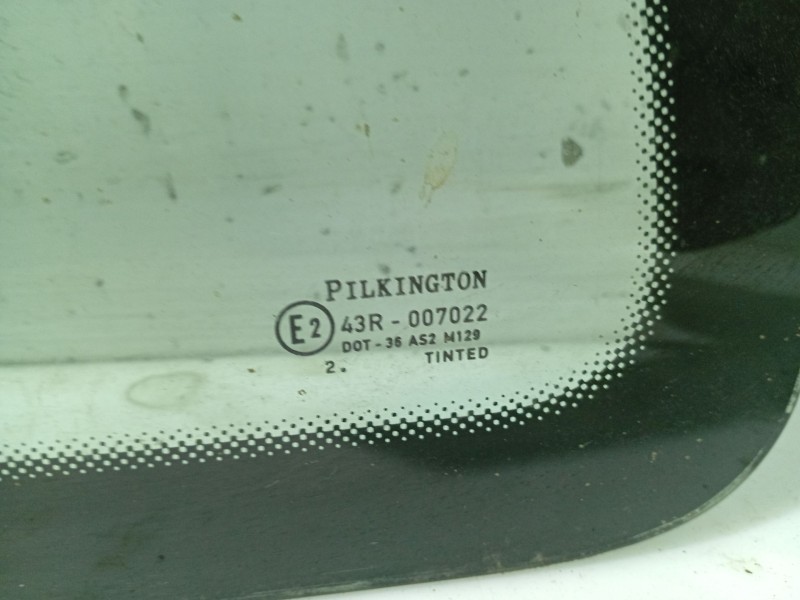 PILKINGTON
E2 43R - 007022
DOT - 36 AS2 M129
2. TINTED